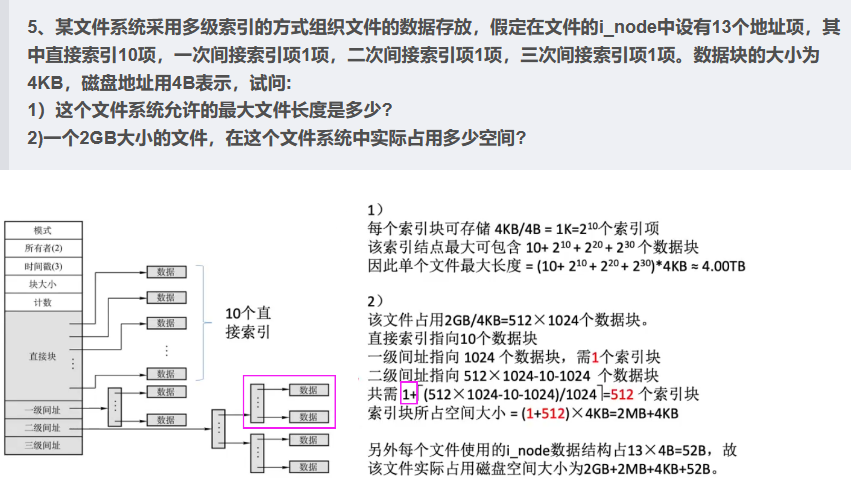 5、某文件系统采用多级索引的方式组织文件的数据存放，假定在文件的i_node中设有13个地址项，其
中直接索引10项，一次间接索引项1项，二次间接索引项1项，三次间接索引项1项。数据块的大小为
4KB，磁盘地址用4B表示，试问:
1）这个文件系统允许的最大文件长度是多少?
2)一个2GB大小的文件，在这个文件系统中实际占用多少空间?
模式
所有者(2)
时间戳(3)
块大小
计数
直接块
⋮
一级间址
二级间址
三级间址
数据
数据
数据
⋮
数据
数据
数据
数据
数据
数据
数据
10个直
接索引
1）
每个索引块可存储 4KB/4B = 1K=2¹⁰个索引项
该索引结点最大可包含 10+ 2¹⁰ + 2²⁰ + 2³⁰ 个数据块
因此单个文件最大长度 = (10+ 2¹⁰ + 2²⁰ + 2³⁰)*4KB ≈ 4.00TB
2）
该文件占用2GB/4KB=512×1024个数据块。
直接索引指向10个数据块
一级间址指向 1024 个数据块，需1个索引块
二级间址指向 512×1024-10-1024 个数据块
共需 1+⌈(512×1024-10-1024)/1024⌉=512 个索引块
索引块所占空间大小 = (1+512)×4KB=2MB+4KB
另外每个文件使用的i_node数据结构占13×4B=52B，故
该文件实际占用磁盘空间大小为2GB+2MB+4KB+52B。